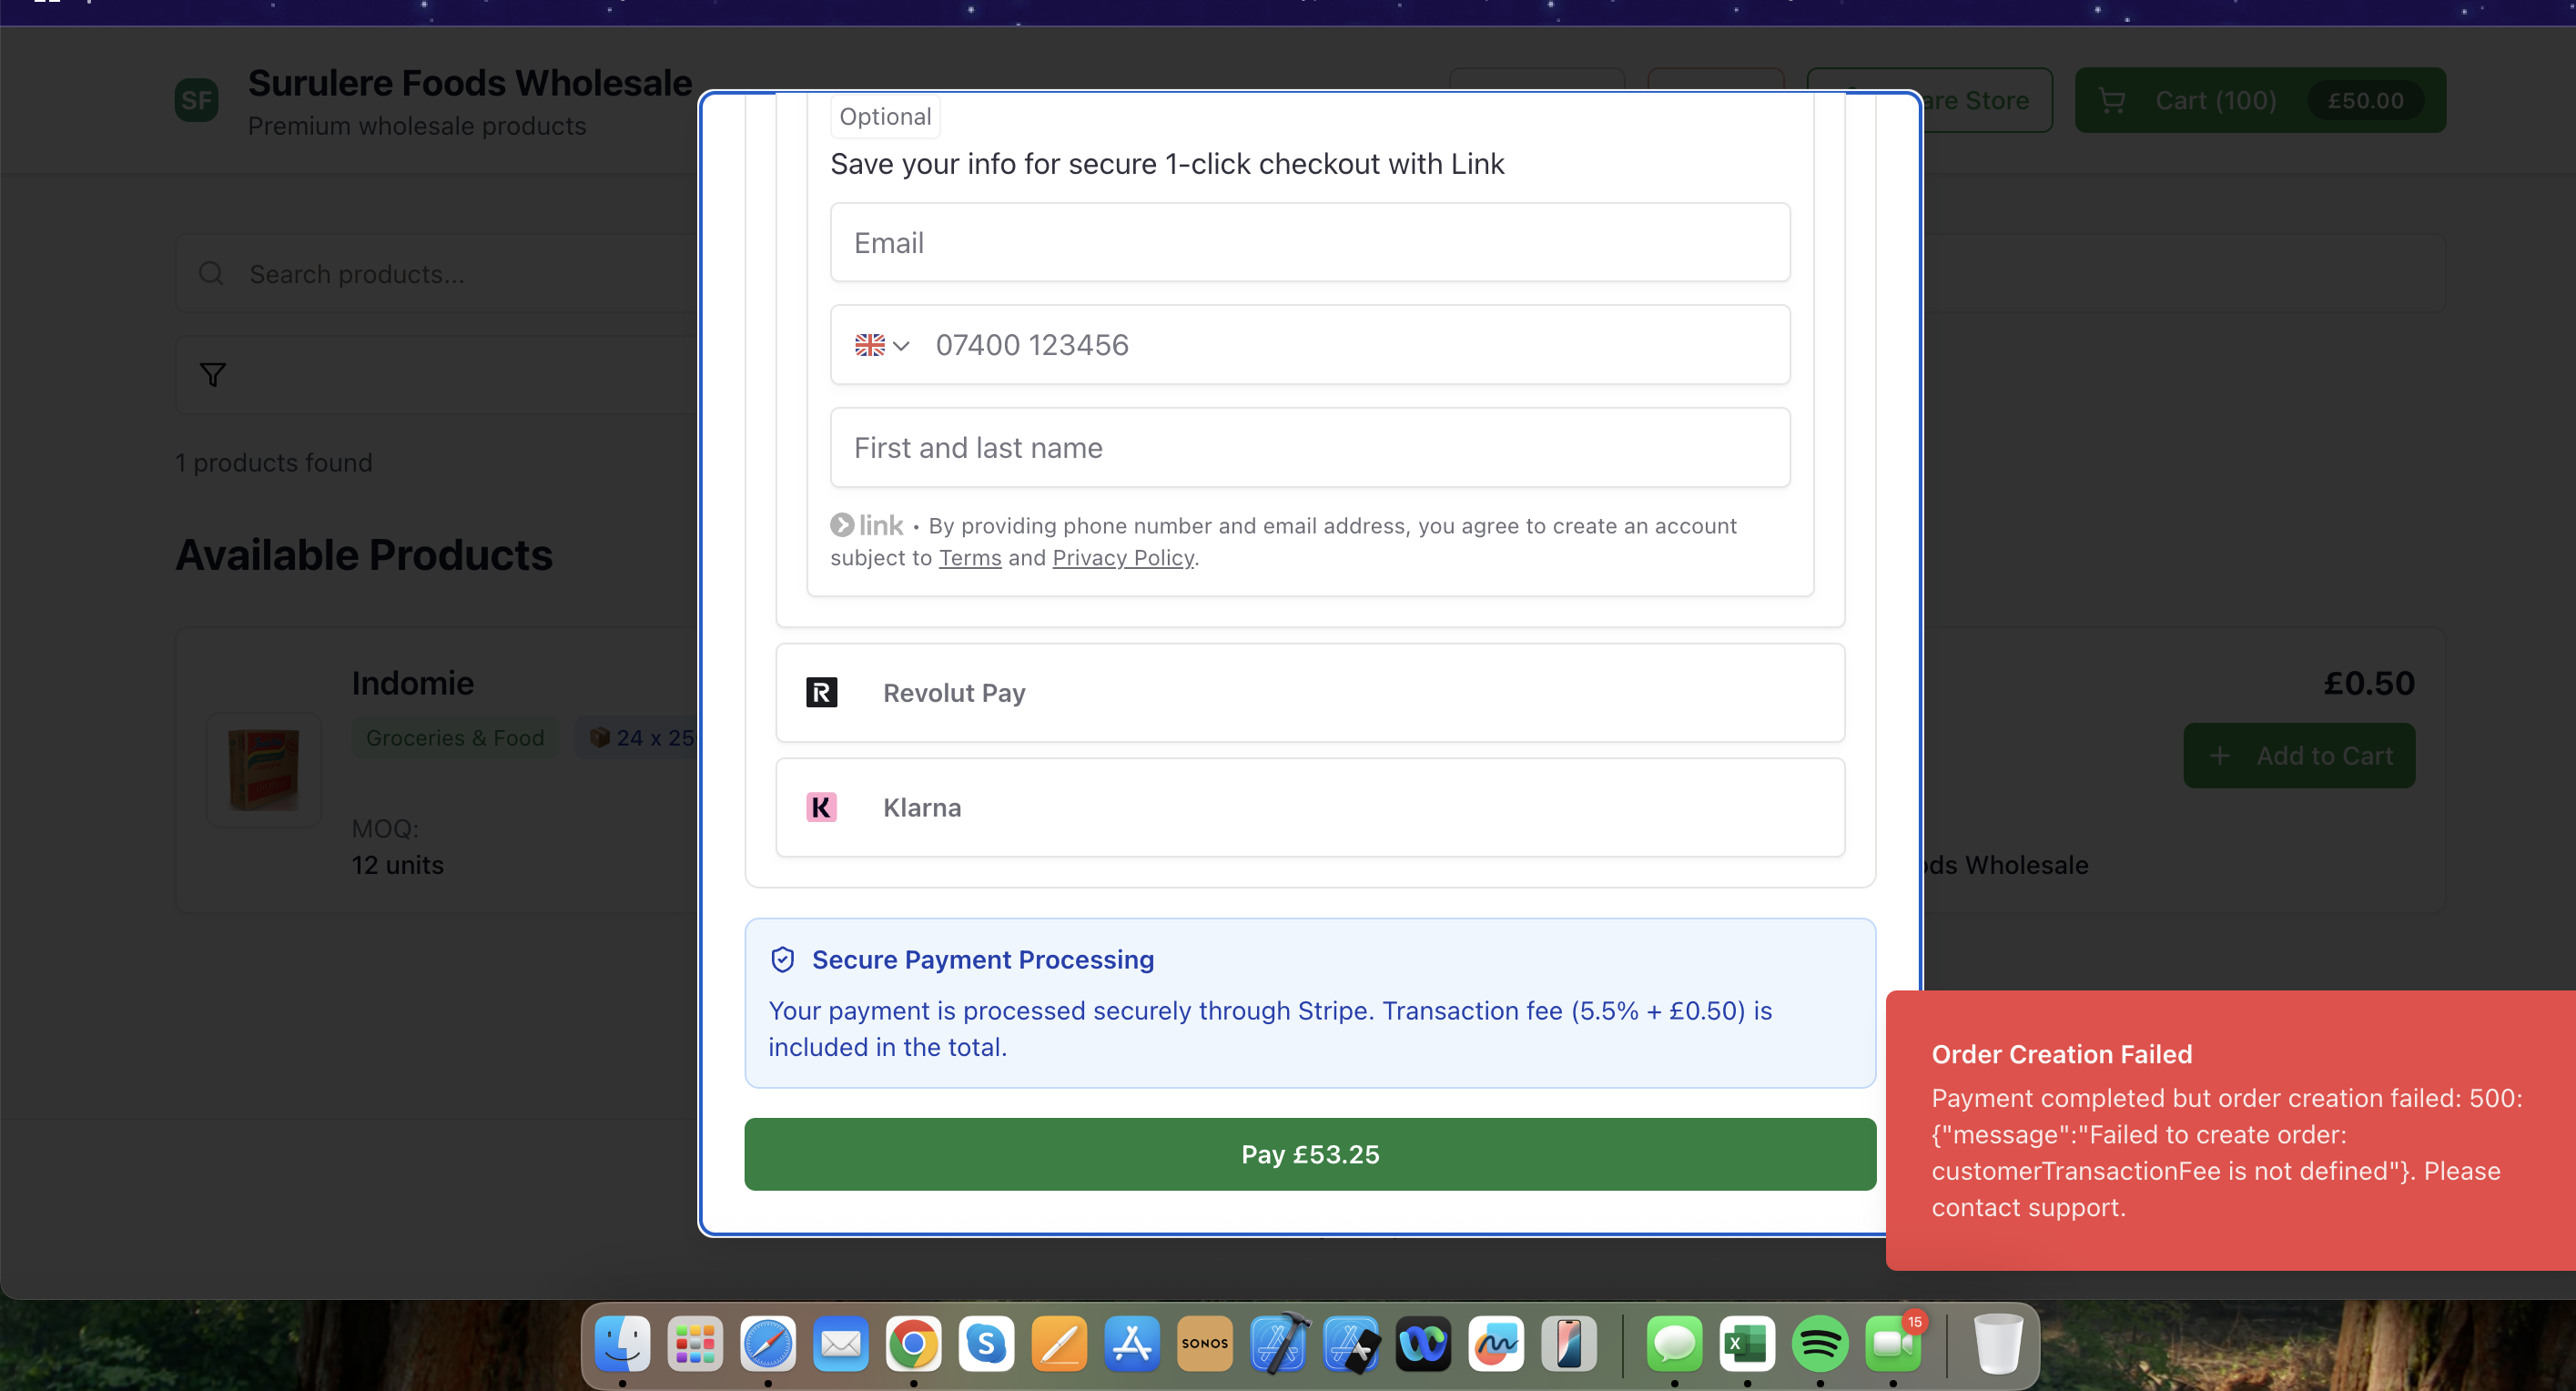 SF
Surulere Foods Wholesale
Premium wholesale products
are Store
Cart (100)
£50.00
Search products...
1 products found
Available Products
Indomie
Groceries & Food
24 x 25
MOQ:
12 units
£0.50
+ Add to Cart
ods Wholesale
Optional
Save your info for secure 1-click checkout with Link
Email
07400 123456
First and last name
link • By providing phone number and email address, you agree to create an account
subject to Terms and Privacy Policy.
Revolut Pay
K
Klarna
Secure Payment Processing
Your payment is processed securely through Stripe. Transaction fee (5.5% + £0.50) is
included in the total.
Pay £53.25
Order Creation Failed
Payment completed but order creation failed: 500:
{"message":"Failed to create order:
customerTransactionFee is not defined"}. Please
contact support.
SONOS
15